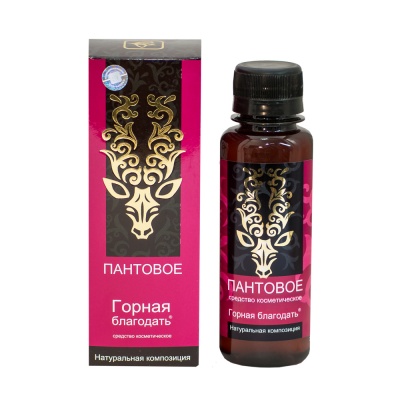 ПАНТОВОЕ
Горная
благодать®
средство косметическое
Натуральная композиция
ПАНТОВОЕ
средство косметическое
Горная благодать®
Натуральная композиция